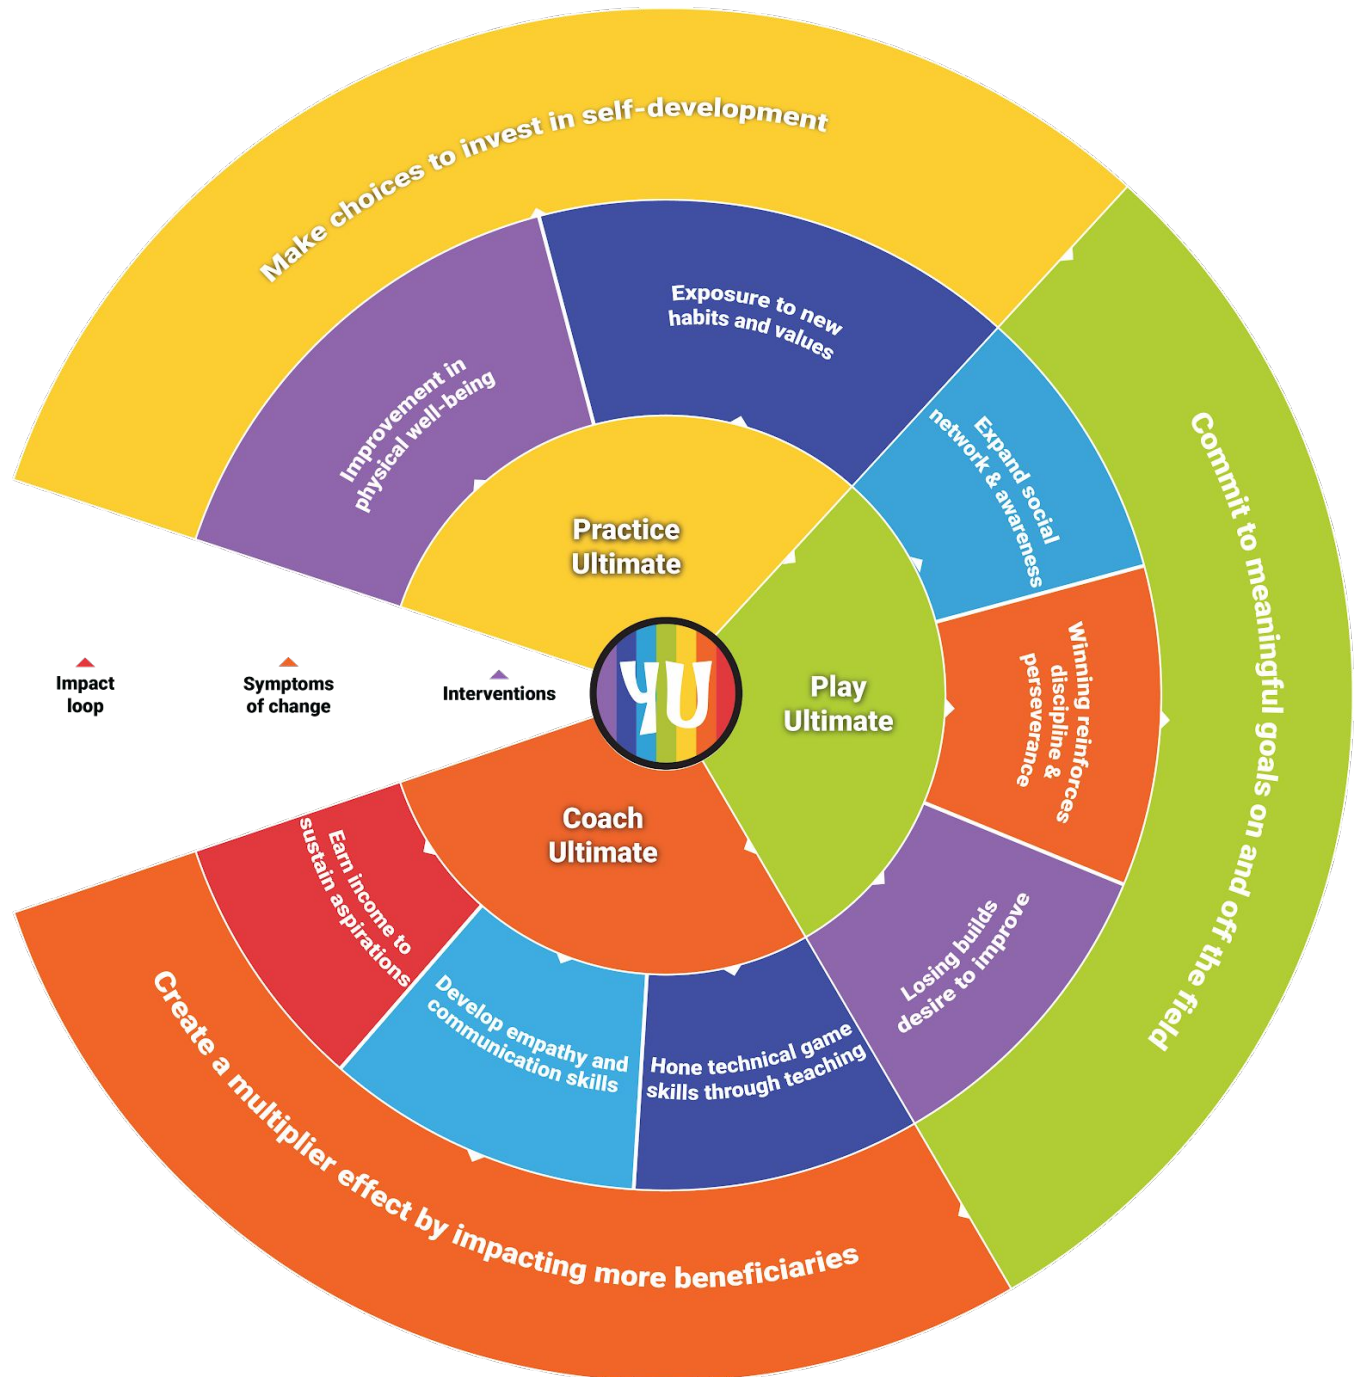 Make choices to invest in self-development
Improvement in
physical well-being
Exposure to new
habits and values
Practice
Ultimate
Expand social
network & awareness
Winning reinforces
discipline &
perseverance
Losing builds
desire to improve
Play
Ultimate
Commit to meaningful goals on and off the field
Impact
loop
Symptoms
of change
Interventions
Coach
Ultimate
Earn income to
sustain aspirations
Develop empathy and
communication skills
Hone technical game
skills through teaching
Create a multiplier effect by impacting more beneficiaries